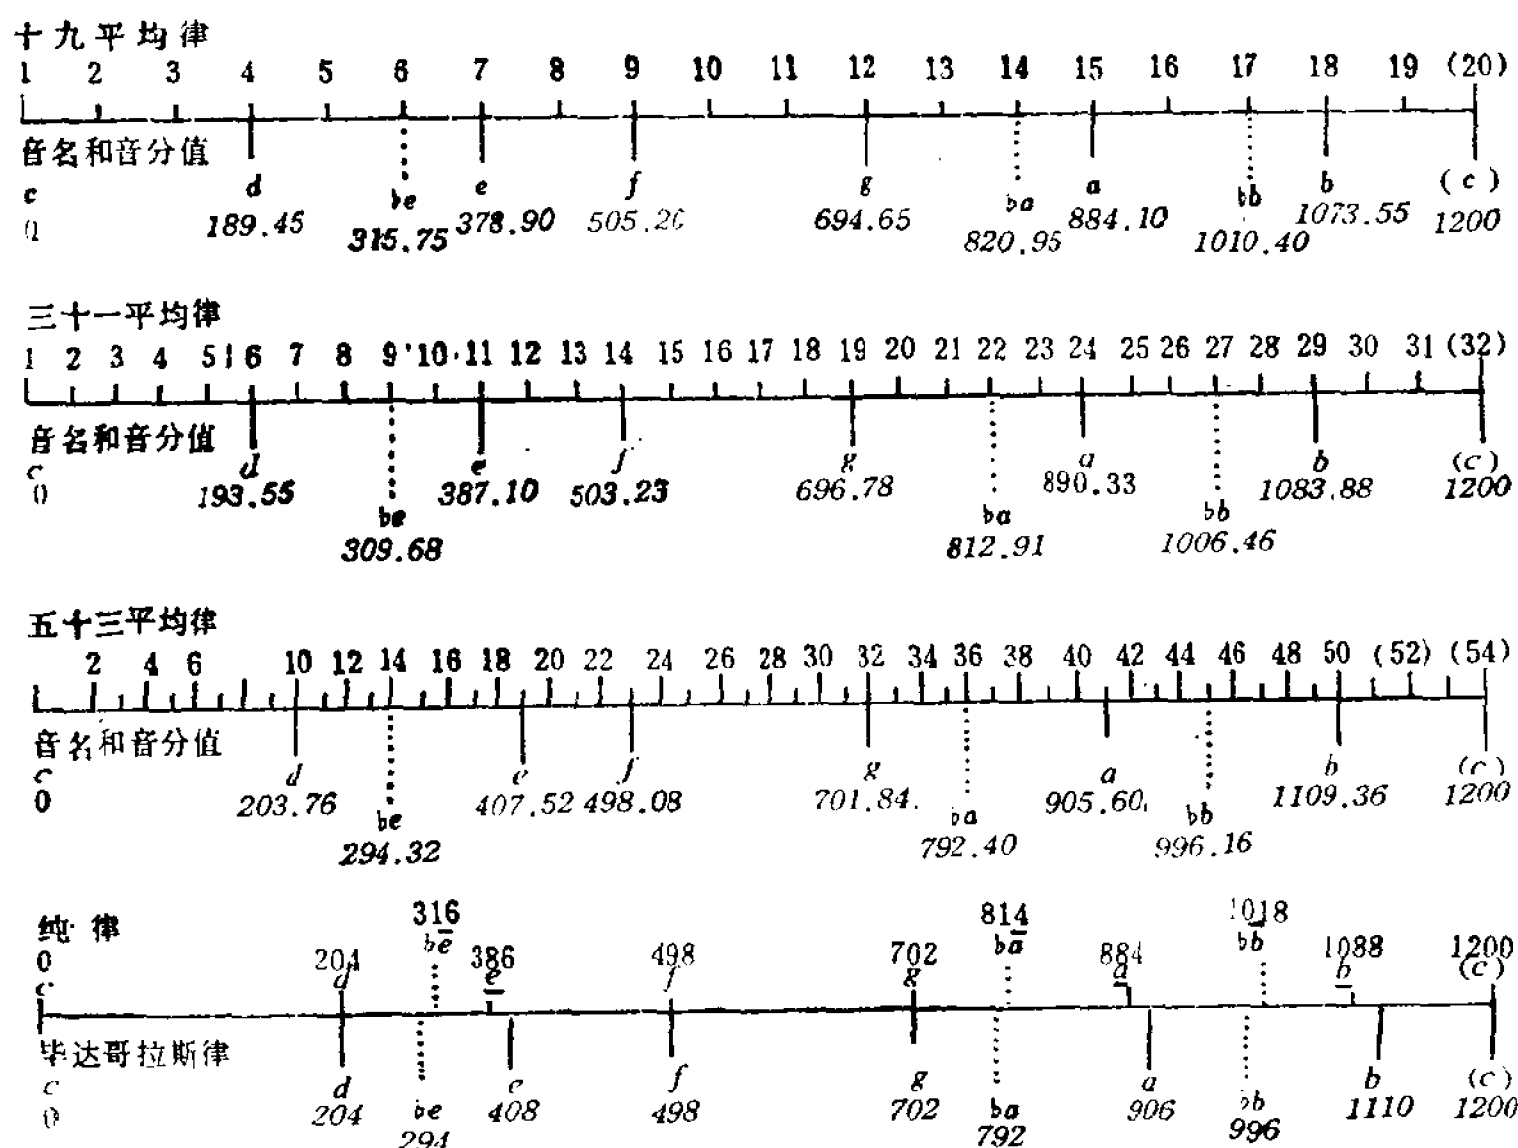 十九平均律
1 2 3 4 5 6 7 8 9 10 11 12 13 14 15 16 17 18 19 (20)
音名和音分值
c d ♭e e f g ♭a a ♭b b (c)
0 189.45 315.75 378.90 505.20 694.65 820.95 884.10 1010.40 1073.55 1200
三十一平均律
1 2 3 4 5 6 7 8 9 10 11 12 13 14 15 16 17 18 19 20 21 22 23 24 25 26 27 28 29 30 31 (32)
音名和音分值
c d e f g a b (c)
0 193.55 387.10 503.23 696.78 890.33 1083.88 1200
♭e ♭a ♭b
309.68 812.91 1006.46
五十三平均律
2 4 6 10 12 14 16 18 20 22 24 26 28 30 32 34 36 38 40 42 44 46 48 50 (52) (54)
音名和音分值
c d e f g a b (c)
0 203.76 407.52 498.08 701.84 905.60 1109.36 1200
♭e ♭a ♭b
294.32 792.40 996.16
纯律
316 814 1018
♭e ♭a ♭b
0 204 386 498 702 884 1088 1200
c d e f g a b (c)
毕达哥拉斯律
c d e f g a b (c)
0 204 408 498 702 906 1110 1200
♭e ♭a ♭b
294 792 996